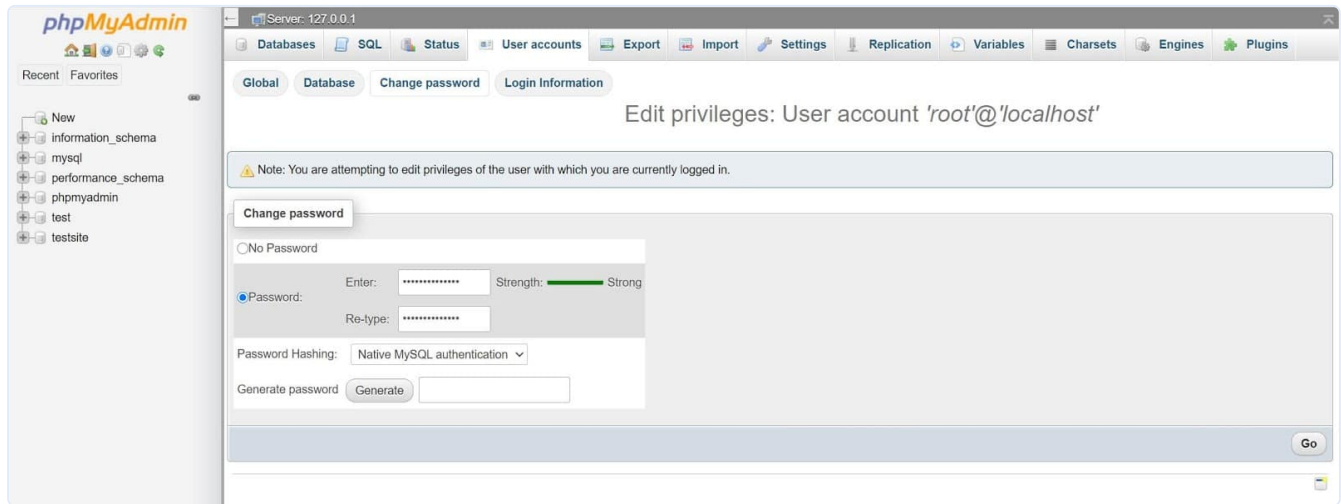 phpMyAdmin
Recent Favorites
New
information_schema
mysql
performance_schema
phpmyadmin
test
testsite
Server: 127.0.0.1
Databases SQL Status User accounts Export Import Settings Replication Variables Charsets Engines Plugins
Global Database Change password Login Information
Edit privileges: User account 'root'@'localhost'
Note: You are attempting to edit privileges of the user with which you are currently logged in.
Change password
No Password
Password:
Enter: •••••••••••••• Strength: Strong
Re-type: ••••••••••••••
Password Hashing: Native MySQL authentication
Generate password Generate
Go